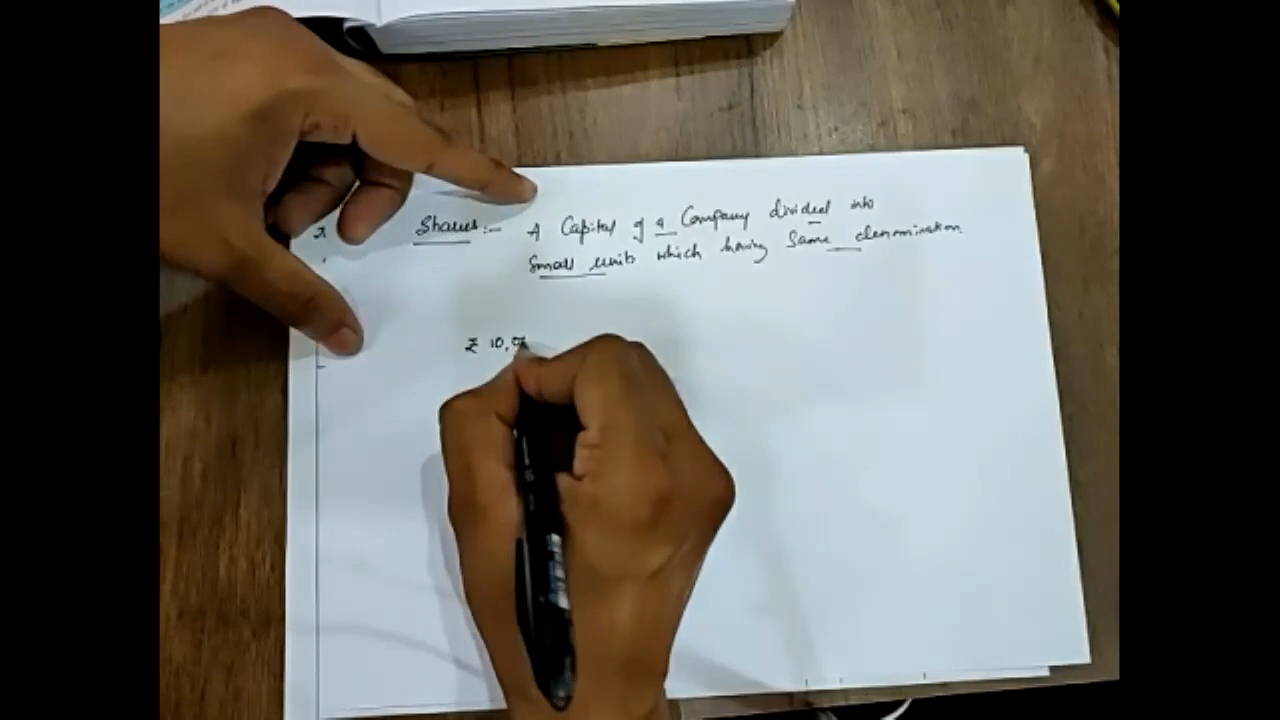 Shares :- A Capital of a Company divided into
Small units which having Same denomination
₹ 10,